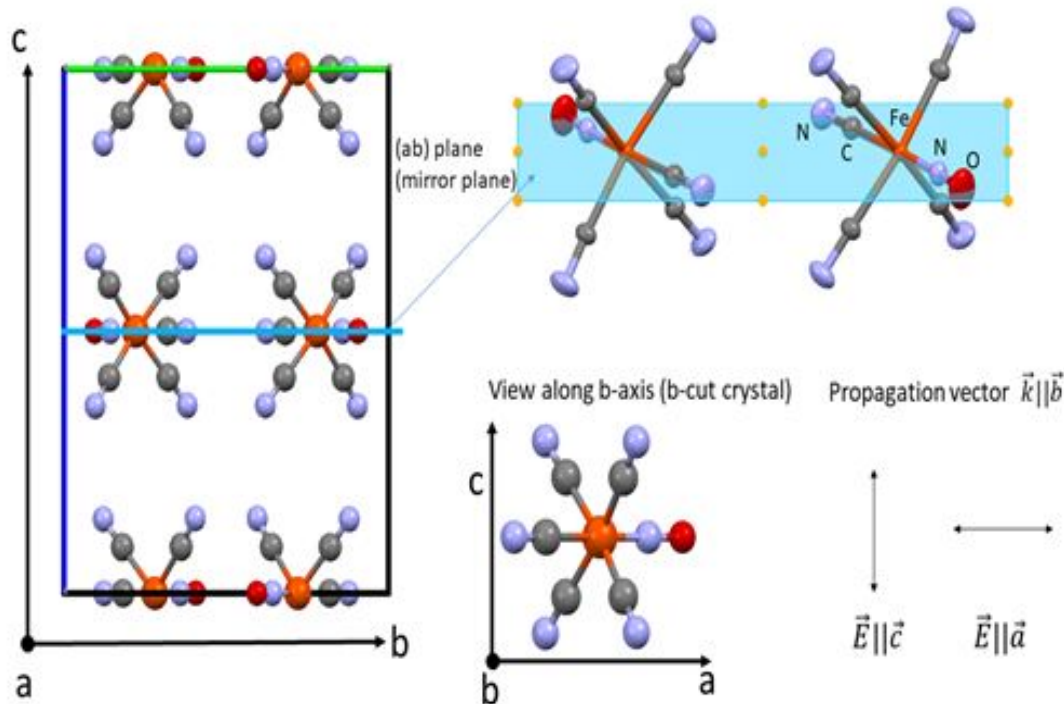 c
(ab) plane
(mirror plane)
b
a
Fe
N
C
N
O
View along b-axis (b-cut crystal)
c
b
a
Propagation vector k⃗||b⃗
E⃗||c⃗
E⃗||a⃗